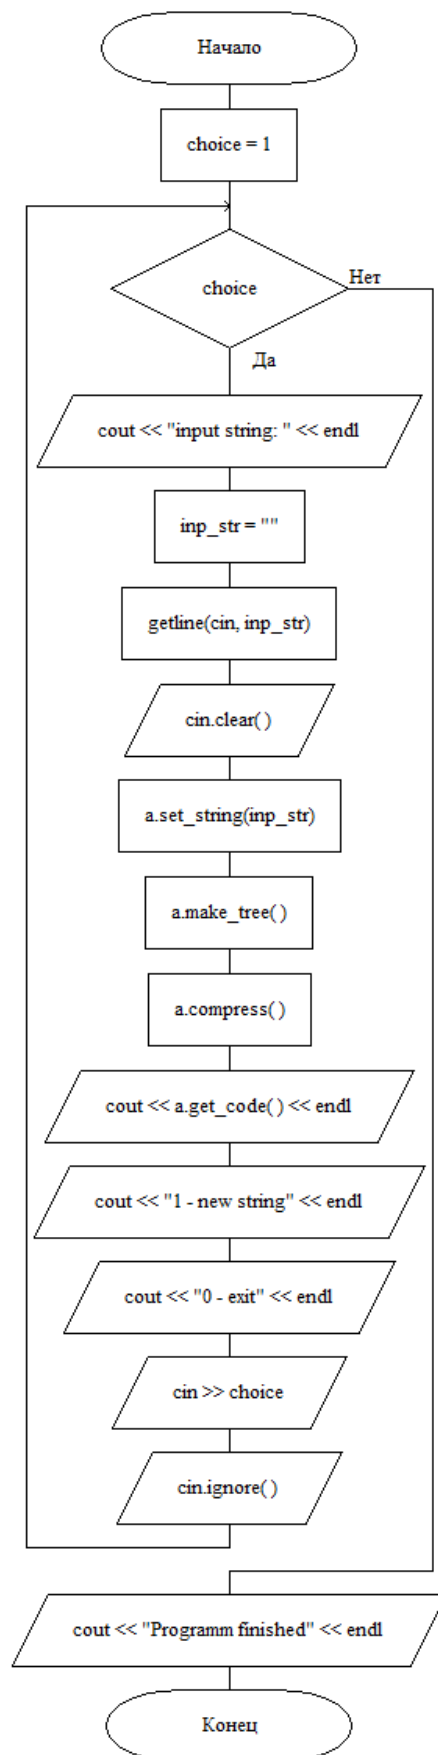 Начало
choice = 1
choice
Нет
Да
cout << "input string: " << endl
inp_str = ""
getline(cin, inp_str)
cin.clear( )
a.set_string(inp_str)
a.make_tree( )
a.compress( )
cout << a.get_code( ) << endl
cout << "1 - new string" << endl
cout << "0 - exit" << endl
cin >> choice
cin.ignore( )
cout << "Programm finished" << endl
Конец